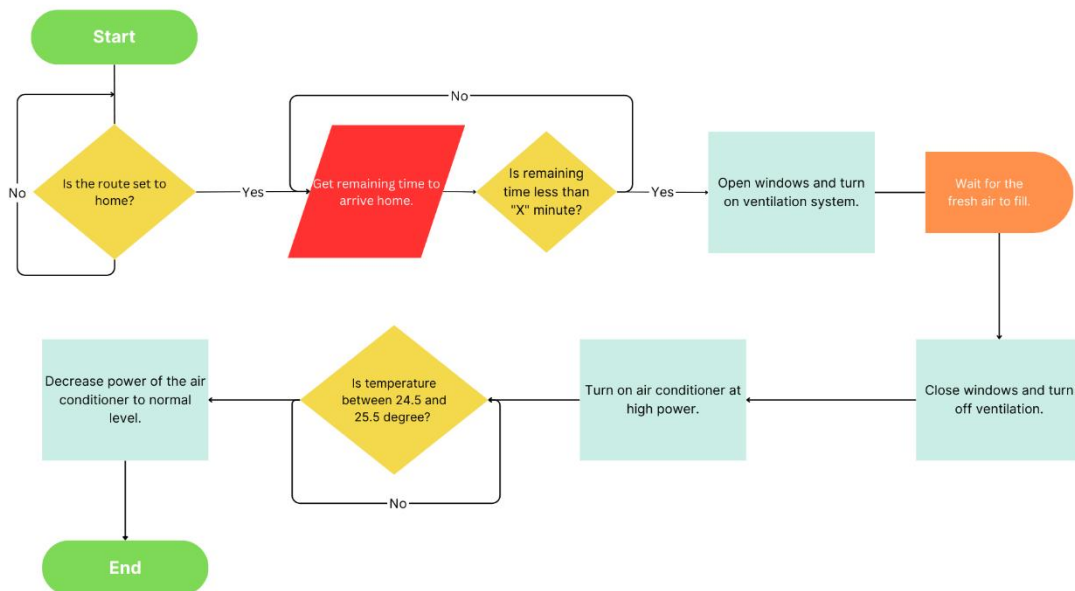 Start
No
Is the route set to
home?
Yes
No
Get remaining time to
arrive home.
Is remaining
time less than
"X" minute?
Yes
Open windows and turn
on ventilation system.
Wait for the
fresh air to fill.
Decrease power of the air
conditioner to normal
level.
Is temperature
between 24.5 and
25.5 degree?
No
Turn on air conditioner at
high power.
Close windows and turn
off ventilation.
End